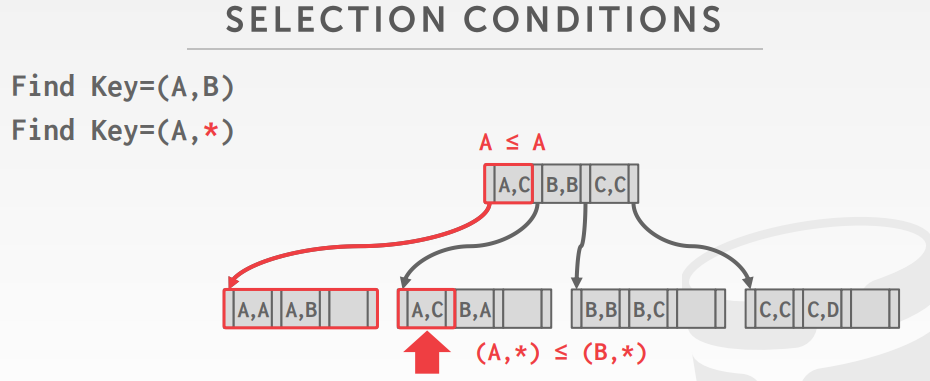 SELECTION CONDITIONS
Find Key=(A,B)
Find Key=(A,*)
A ≤ A
A,C B,B C,C
A,A A,B A,C B,A B,B B,C C,C C,D
(A,*) ≤ (B,*)